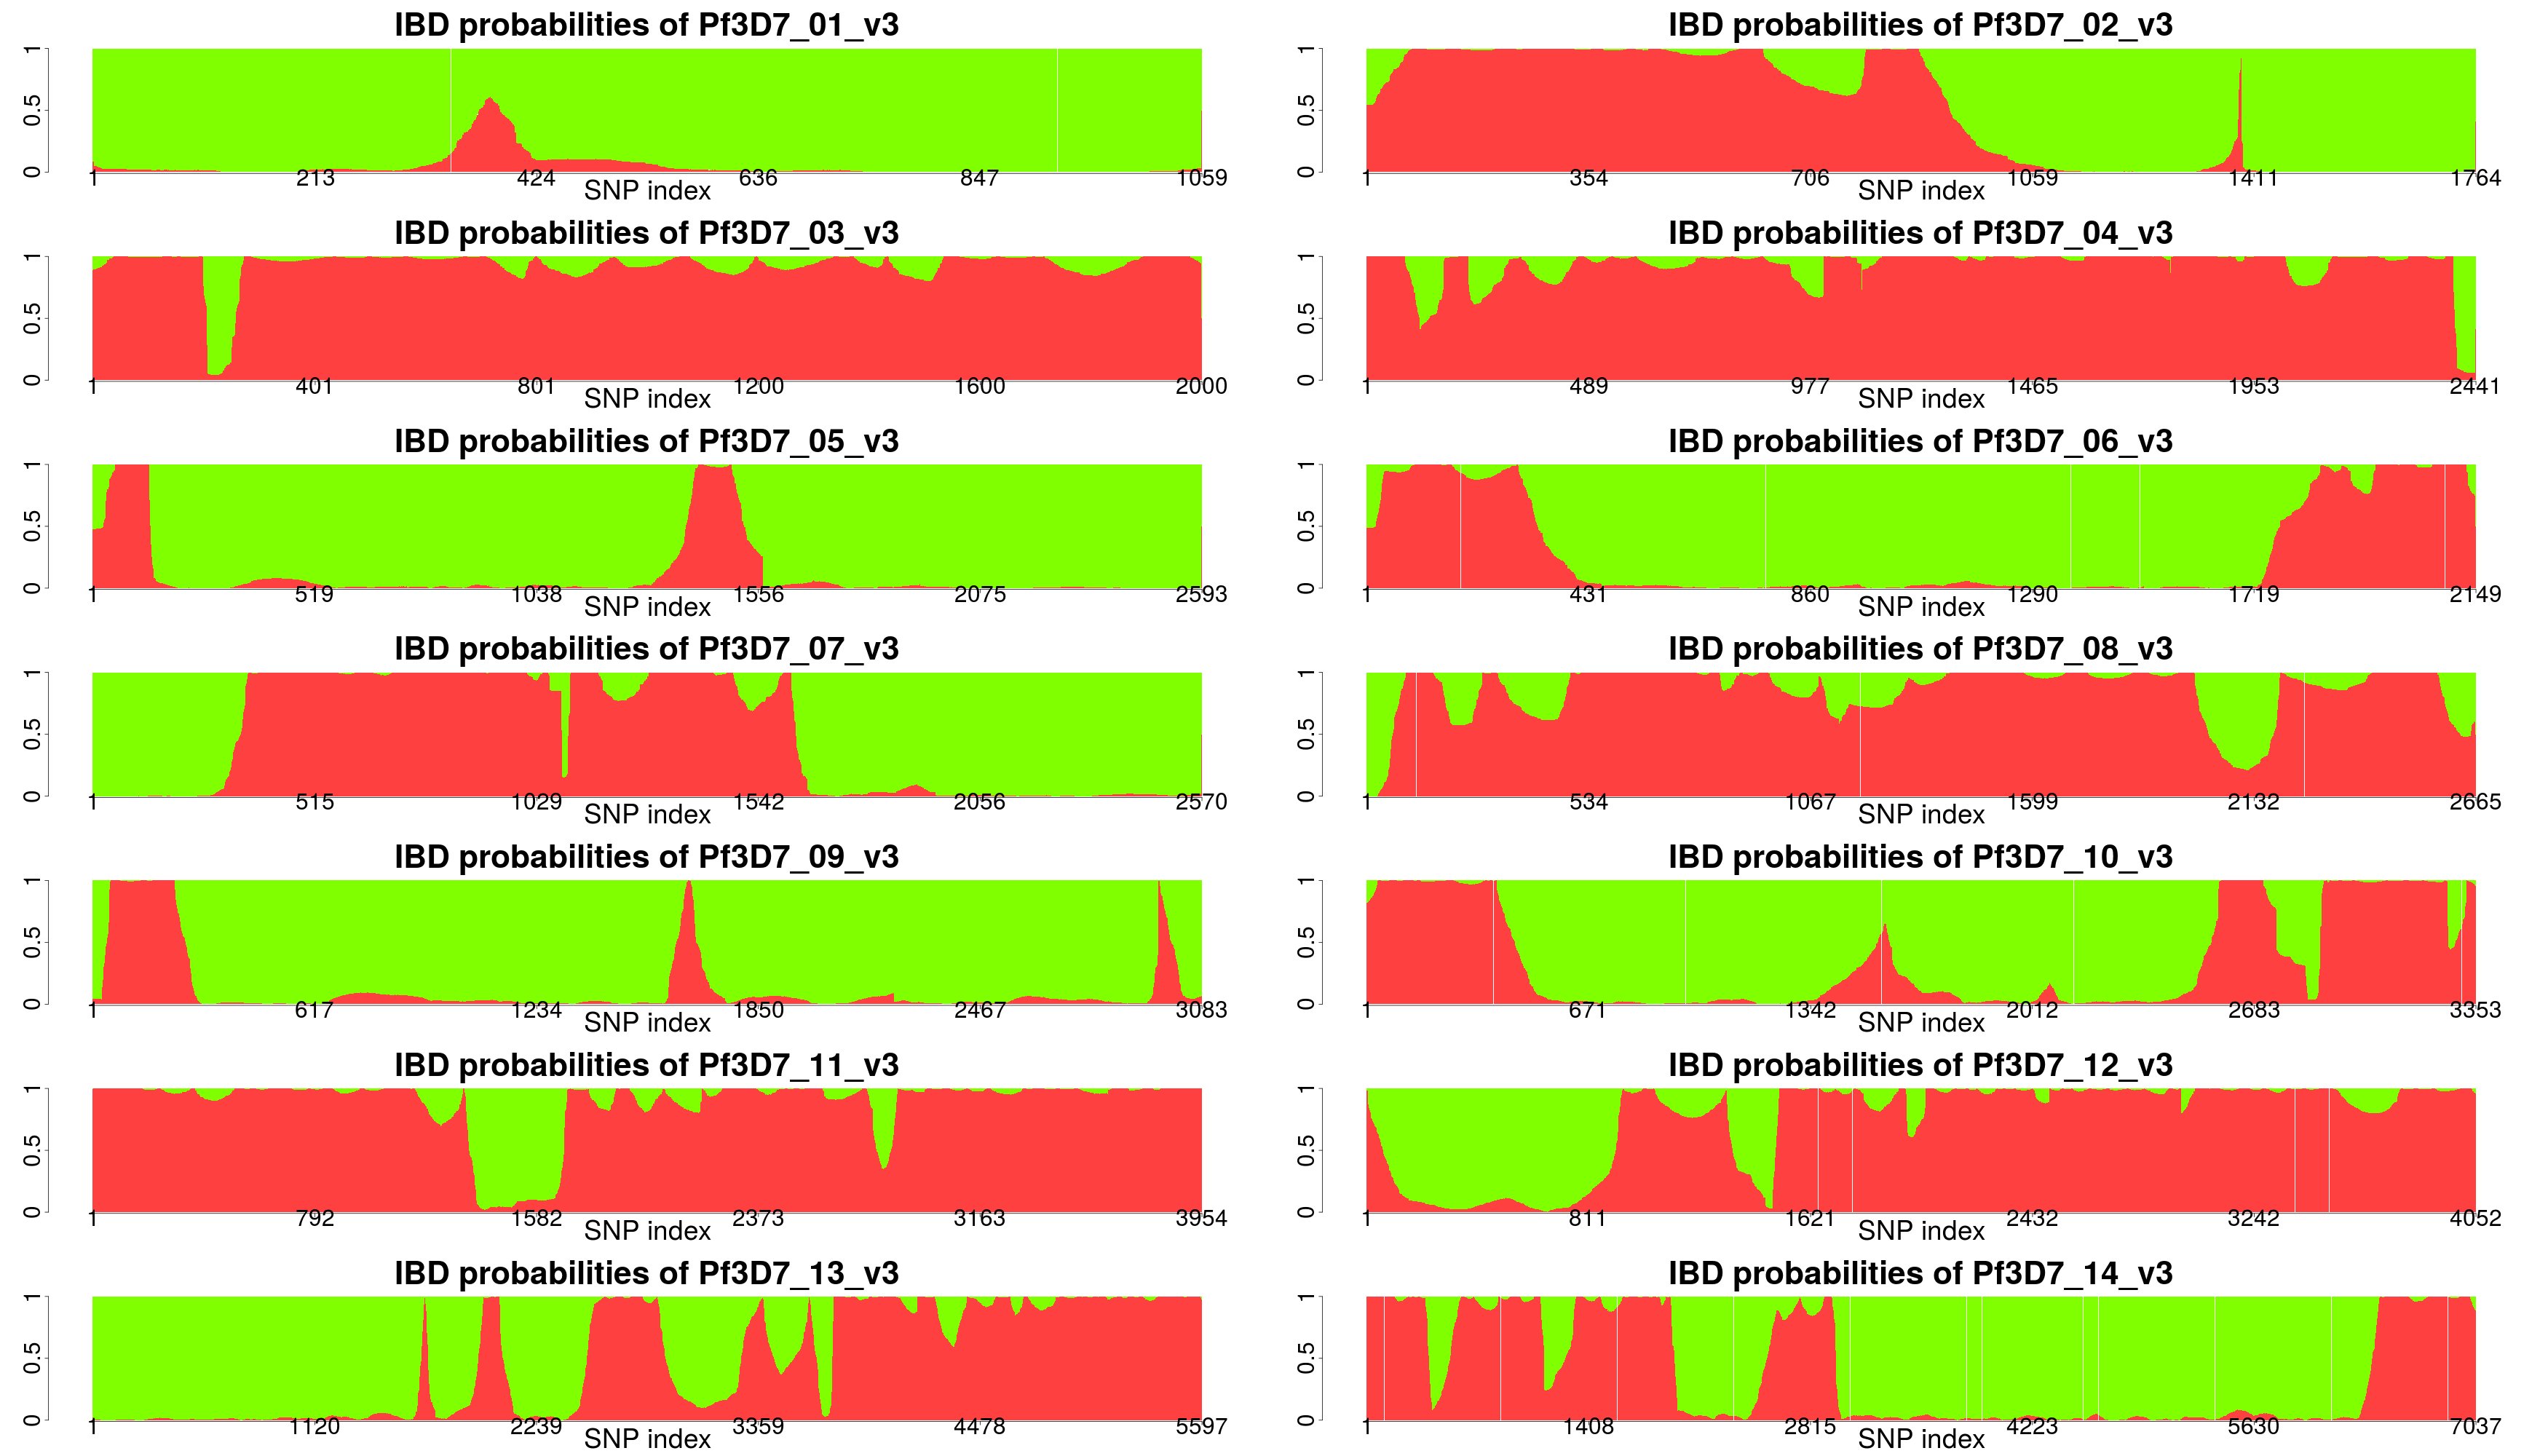 IBD probabilities of Pf3D7_01_v3
0 0.5 1
1 213 424 636 847 1059
SNP index
IBD probabilities of Pf3D7_02_v3
0 0.5 1
1 354 706 1059 1411 1764
SNP index
IBD probabilities of Pf3D7_03_v3
0 0.5 1
1 401 801 1200 1600 2000
SNP index
IBD probabilities of Pf3D7_04_v3
0 0.5 1
1 489 977 1465 1953 2441
SNP index
IBD probabilities of Pf3D7_05_v3
0 0.5 1
1 519 1038 1556 2075 2593
SNP index
IBD probabilities of Pf3D7_06_v3
0 0.5 1
1 431 860 1290 1719 2149
SNP index
IBD probabilities of Pf3D7_07_v3
0 0.5 1
1 515 1029 1542 2056 2570
SNP index
IBD probabilities of Pf3D7_08_v3
0 0.5 1
1 534 1067 1599 2132 2665
SNP index
IBD probabilities of Pf3D7_09_v3
0 0.5 1
1 617 1234 1850 2467 3083
SNP index
IBD probabilities of Pf3D7_10_v3
0 0.5 1
1 671 1342 2012 2683 3353
SNP index
IBD probabilities of Pf3D7_11_v3
0 0.5 1
1 792 1582 2373 3163 3954
SNP index
IBD probabilities of Pf3D7_12_v3
0 0.5 1
1 811 1621 2432 3242 4052
SNP index
IBD probabilities of Pf3D7_13_v3
0 0.5 1
1 1120 2239 3359 4478 5597
SNP index
IBD probabilities of Pf3D7_14_v3
0 0.5 1
1 1408 2815 4223 5630 7037
SNP index